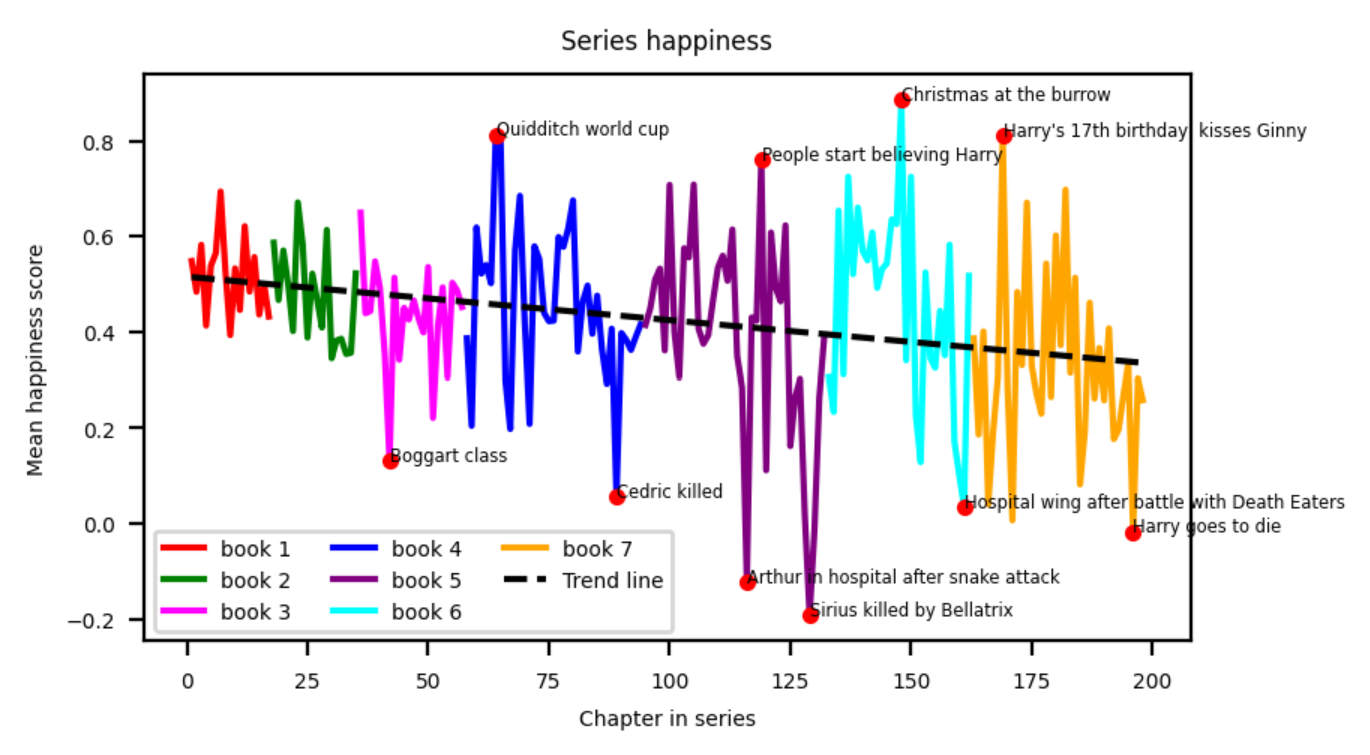 Series happiness
Christmas at the burrow
Quidditch world cup
Harry's 17th birthday, kisses Ginny
People start believing Harry
Boggart class
Cedric killed
Hospital wing after battle with Death Eaters
Harry goes to die
Arthur in hospital after snake attack
Sirius killed by Bellatrix
Mean happiness score
0.8
0.6
0.4
0.2
0.0
−0.2
book 1
book 2
book 3
book 4
book 5
book 6
book 7
Trend line
0 25 50 75 100 125 150 175 200
Chapter in series